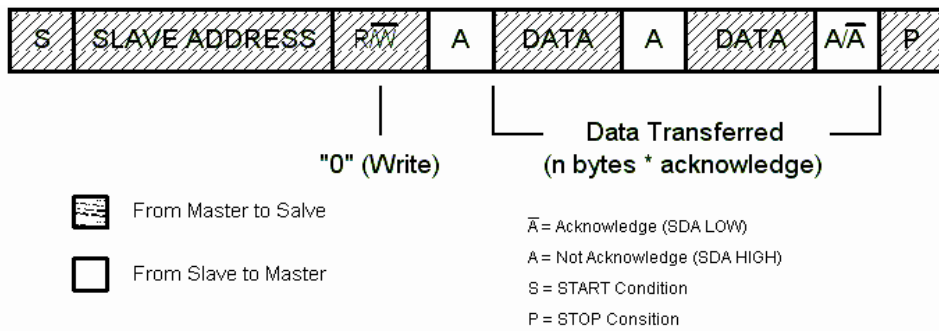 S SLAVE ADDRESS R/W̅ A DATA A DATA A/A̅ P
"0" (Write)
Data Transferred
(n bytes * acknowledge)
From Master to Salve
From Slave to Master
A̅ = Acknowledge (SDA LOW)
A = Not Acknowledge (SDA HIGH)
S = START Condition
P = STOP Consition